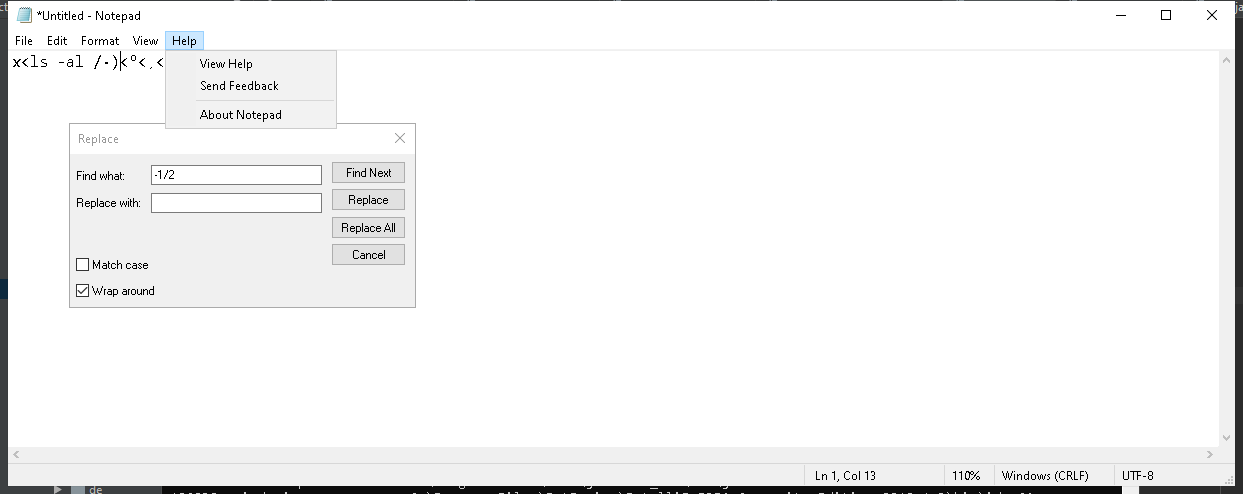 *Untitled - Notepad
File Edit Format View Help
x<ls -al /-)<º<,<
View Help
Send Feedback
About Notepad
Replace
Find what: -1/2 Find Next
Replace with: Replace
Replace All
Cancel
Match case
Wrap around
Ln 1, Col 13 110% Windows (CRLF) UTF-8
de